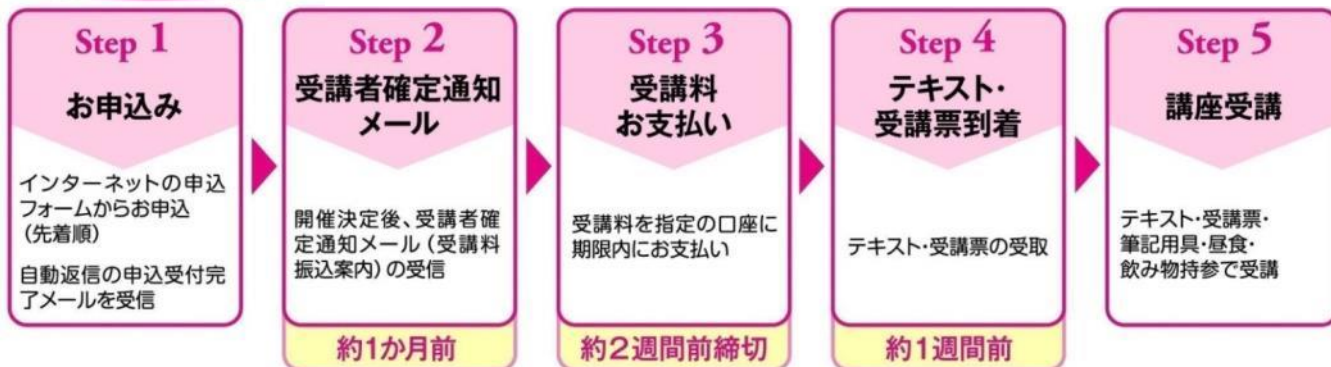 Step 1
お申込み
インターネットの申込
フォームからお申込
（先着順）
自動返信の申込受付完
了メールを受信
Step 2
受講者確定通知
メール
開催決定後、受講者確
定通知メール（受講料
振込案内）の受信
約1か月前
Step 3
受講料
お支払い
受講料を指定の口座に
期限内にお支払い
約2週間前締切
Step 4
テキスト・
受講票到着
テキスト・受講票の受取
約1週間前
Step 5
講座受講
テキスト・受講票・
筆記用具・昼食・
飲み物持参で受講